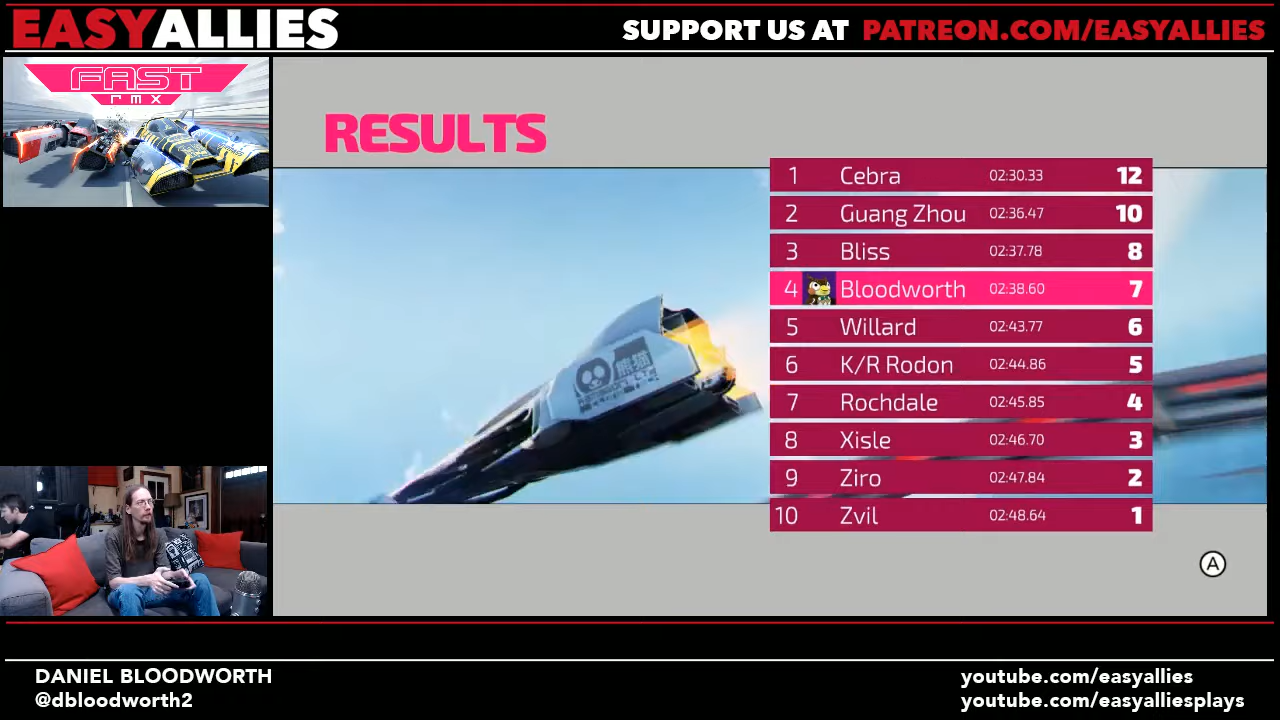 EASYALLIES
SUPPORT US AT PATREON.COM/EASYALLIES
FAST
rmx
RESULTS
1 Cebra 02:30.33 12
2 Guang Zhou 02:36.47 10
3 Bliss 02:37.78 8
4 Bloodworth 02:38.60 7
5 Willard 02:43.77 6
6 K/R Rodon 02:44.86 5
7 Rochdale 02:45.85 4
8 Xisle 02:46.70 3
9 Ziro 02:47.84 2
10 Zvil 02:48.64 1
熊猫
A
DANIEL BLOODWORTH
@dbloodworth2
youtube.com/easyallies
youtube.com/easyalliesplays